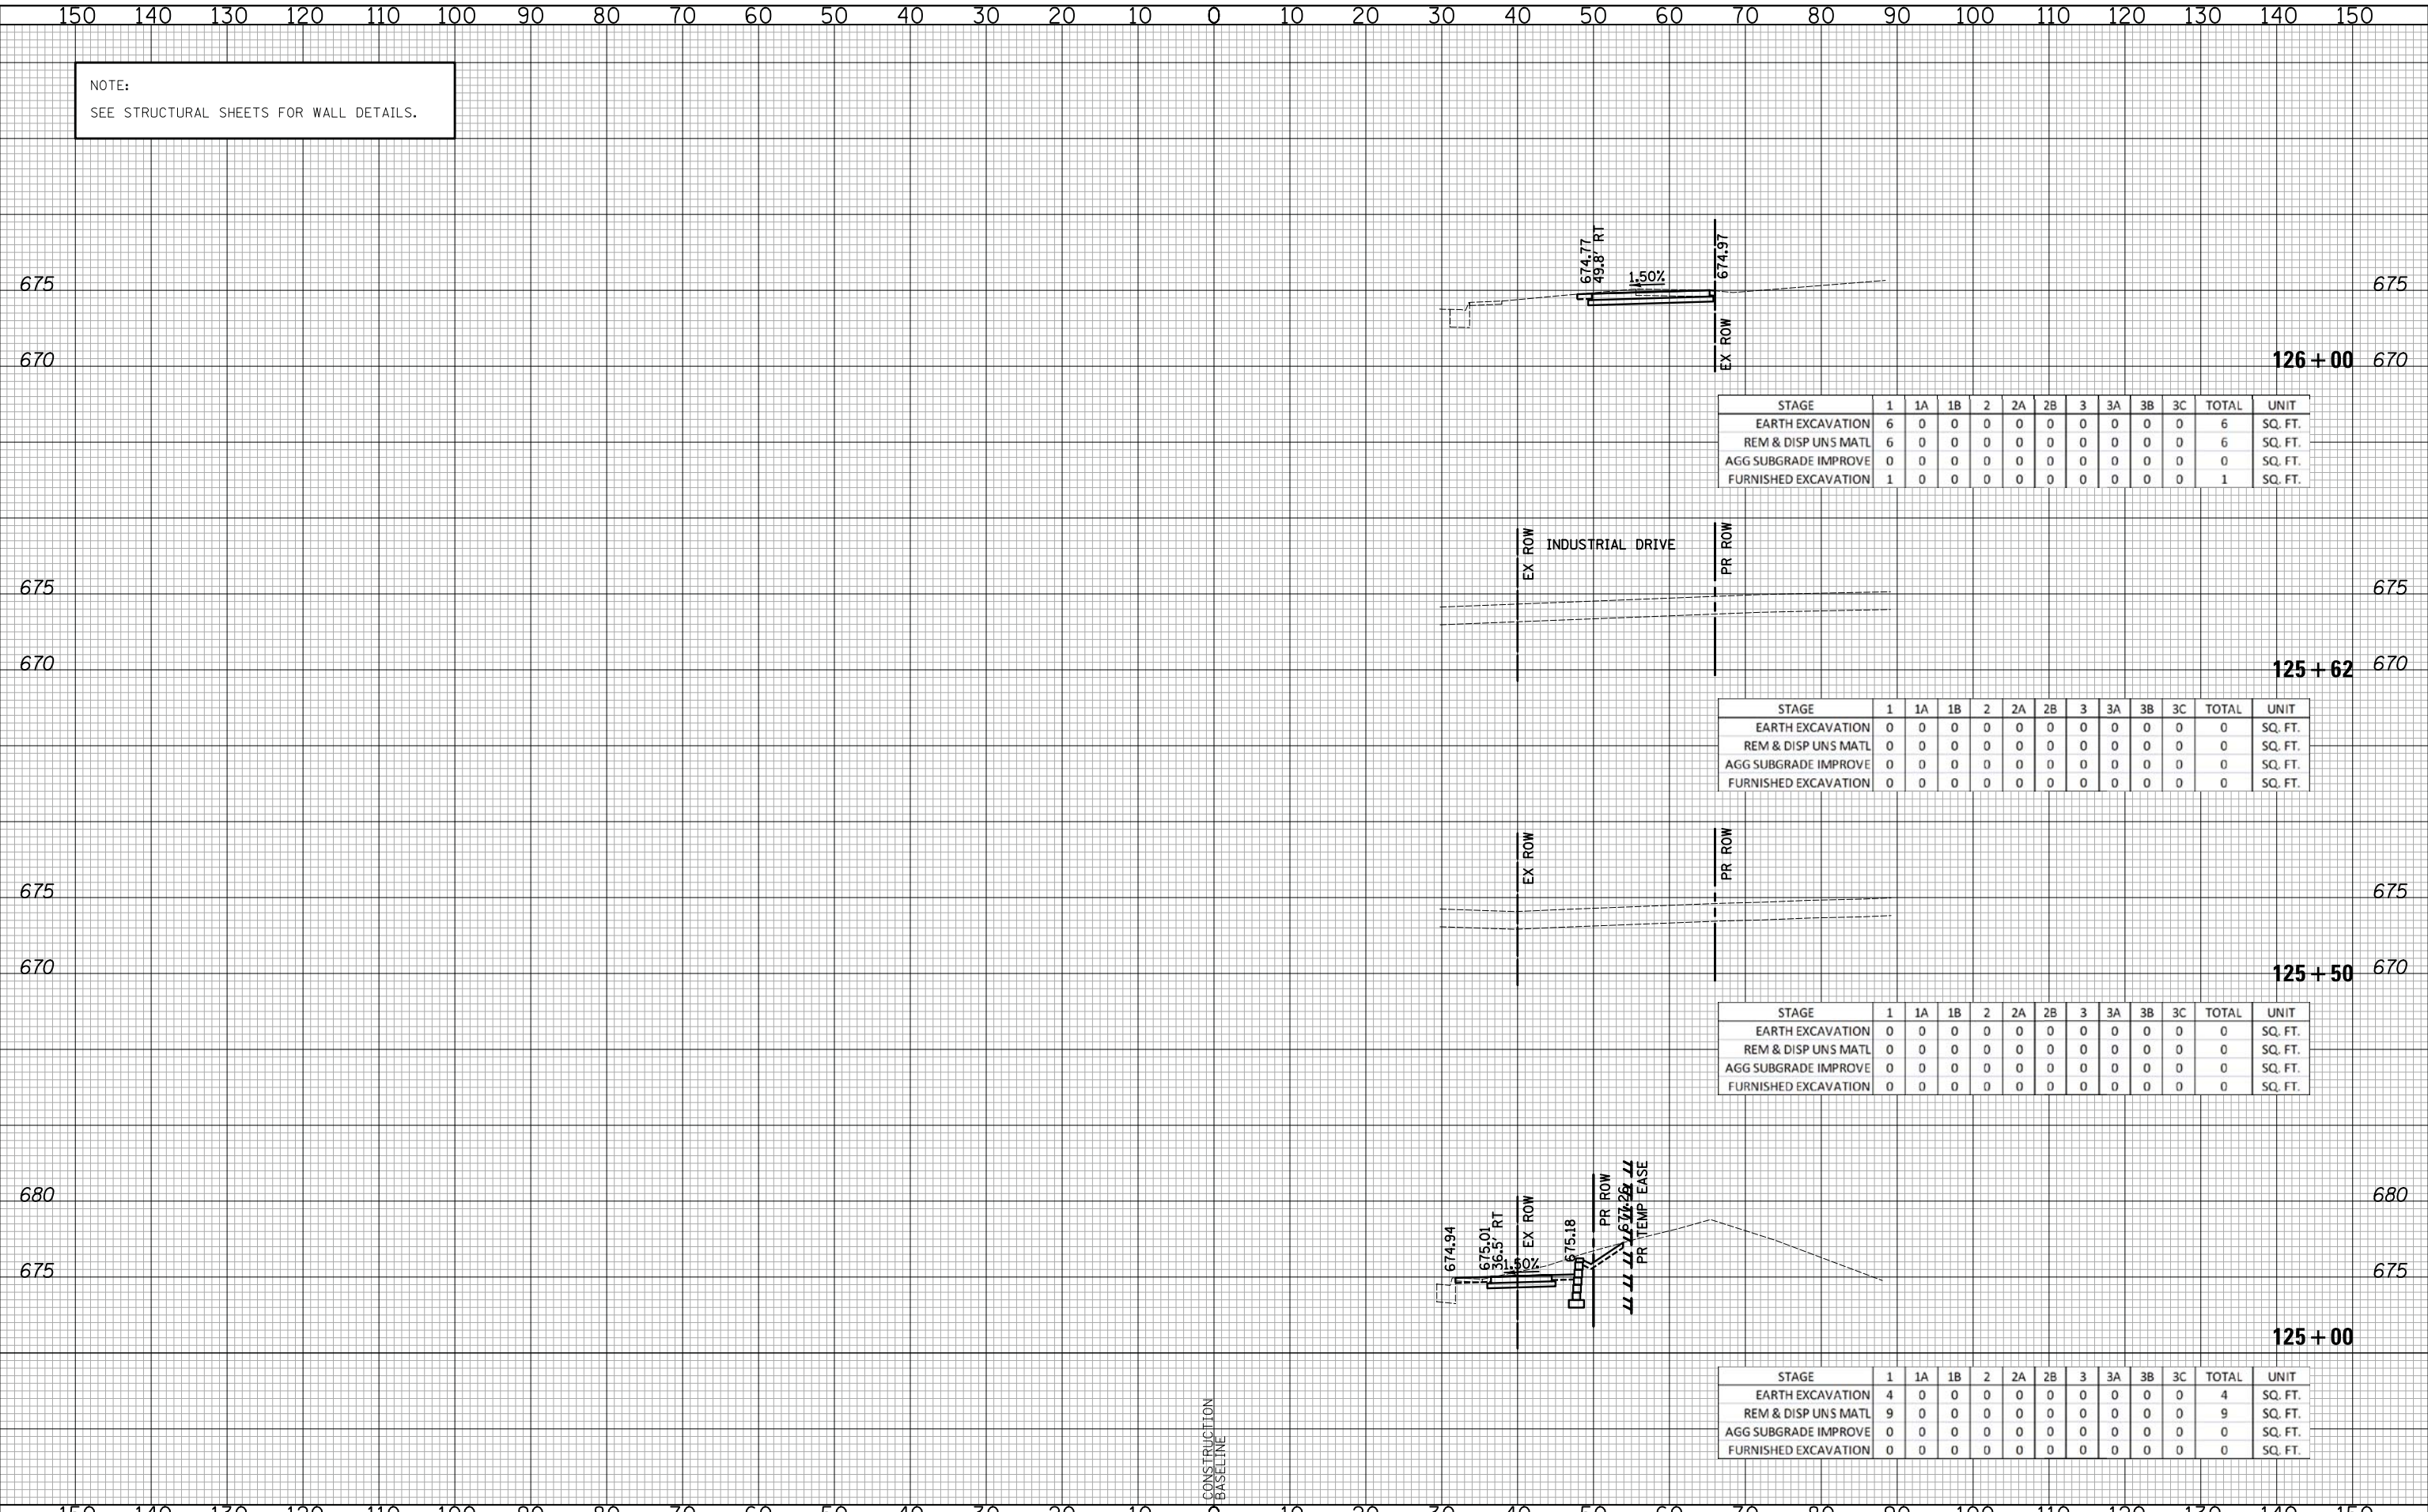 150 140 130 120 110 100 90 80 70 60 50 40 30 20 10 0 10 20 30 40 50 60 70 80 90 100 110 120 130 140 150
NOTE:
SEE STRUCTURAL SHEETS FOR WALL DETAILS.
674.77
49.8' RT
1.50%
674.97
EX ROW
675 675
670 126+00 670
STAGE 1 1A 1B 2 2A 2B 3 3A 3B 3C TOTAL UNIT
EARTH EXCAVATION 6 0 0 0 0 0 0 0 0 0 6 SQ. FT.
REM & DISP UNS MATL 6 0 0 0 0 0 0 0 0 0 6 SQ. FT.
AGG SUBGRADE IMPROVE 0 0 0 0 0 0 0 0 0 0 0 SQ. FT.
FURNISHED EXCAVATION 1 0 0 0 0 0 0 0 0 0 1 SQ. FT.
EX ROW
INDUSTRIAL DRIVE
PR ROW
675 675
670 125+62 670
STAGE 1 1A 1B 2 2A 2B 3 3A 3B 3C TOTAL UNIT
EARTH EXCAVATION 0 0 0 0 0 0 0 0 0 0 0 SQ. FT.
REM & DISP UNS MATL 0 0 0 0 0 0 0 0 0 0 0 SQ. FT.
AGG SUBGRADE IMPROVE 0 0 0 0 0 0 0 0 0 0 0 SQ. FT.
FURNISHED EXCAVATION 0 0 0 0 0 0 0 0 0 0 0 SQ. FT.
EX ROW
PR ROW
675 675
670 125+50 670
STAGE 1 1A 1B 2 2A 2B 3 3A 3B 3C TOTAL UNIT
EARTH EXCAVATION 0 0 0 0 0 0 0 0 0 0 0 SQ. FT.
REM & DISP UNS MATL 0 0 0 0 0 0 0 0 0 0 0 SQ. FT.
AGG SUBGRADE IMPROVE 0 0 0 0 0 0 0 0 0 0 0 SQ. FT.
FURNISHED EXCAVATION 0 0 0 0 0 0 0 0 0 0 0 SQ. FT.
680 680
674.94
675.01
36.5' RT
EX ROW
1.50%
675.18
PR ROW
677.26
PR TEMP EASE
675 675
125+00
STAGE 1 1A 1B 2 2A 2B 3 3A 3B 3C TOTAL UNIT
EARTH EXCAVATION 4 0 0 0 0 0 0 0 0 0 4 SQ. FT.
REM & DISP UNS MATL 9 0 0 0 0 0 0 0 0 0 9 SQ. FT.
AGG SUBGRADE IMPROVE 0 0 0 0 0 0 0 0 0 0 0 SQ. FT.
FURNISHED EXCAVATION 0 0 0 0 0 0 0 0 0 0 0 SQ. FT.
CONSTRUCTION
BASELINE
150 140 130 120 110 100 90 80 70 60 50 40 30 20 10 0 10 20 30 40 50 60 70 80 90 100 110 120 130 140 150